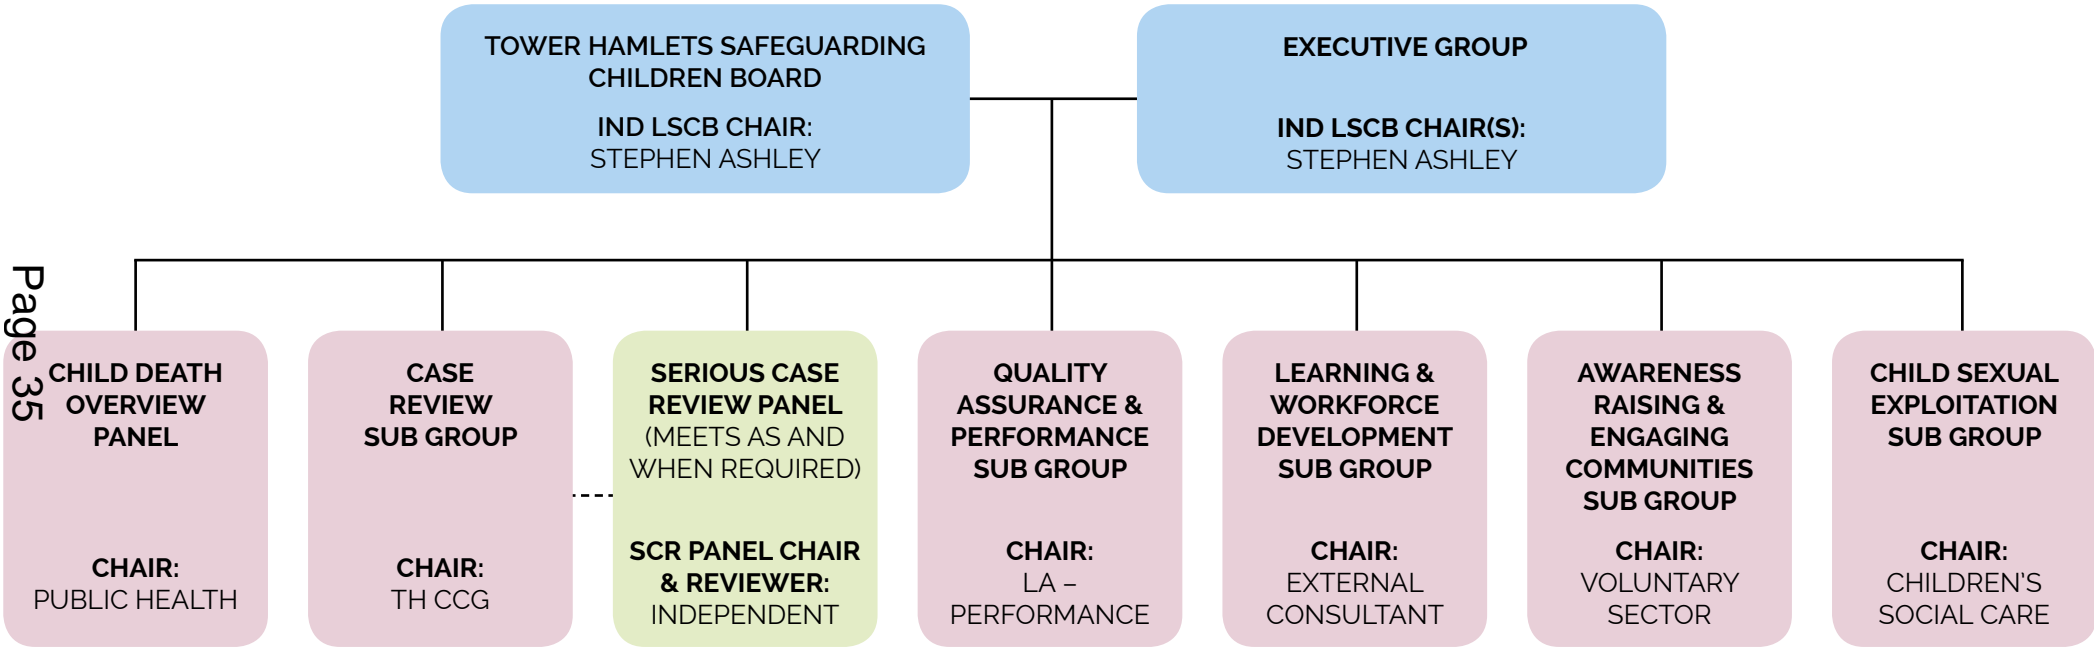 TOWER HAMLETS SAFEGUARDING
CHILDREN BOARD
IND LSCB CHAIR:
STEPHEN ASHLEY
EXECUTIVE GROUP
IND LSCB CHAIR(S):
STEPHEN ASHLEY
Page 35
CHILD DEATH
OVERVIEW
PANEL
CHAIR:
PUBLIC HEALTH
CASE
REVIEW
SUB GROUP
CHAIR:
TH CCG
SERIOUS CASE
REVIEW PANEL
(MEETS AS AND
WHEN REQUIRED)
SCR PANEL CHAIR
& REVIEWER:
INDEPENDENT
QUALITY
ASSURANCE &
PERFORMANCE
SUB GROUP
CHAIR:
LA –
PERFORMANCE
LEARNING &
WORKFORCE
DEVELOPMENT
SUB GROUP
CHAIR:
EXTERNAL
CONSULTANT
AWARENESS
RAISING &
ENGAGING
COMMUNITIES
SUB GROUP
CHAIR:
VOLUNTARY
SECTOR
CHILD SEXUAL
EXPLOITATION
SUB GROUP
CHAIR:
CHILDREN’S
SOCIAL CARE